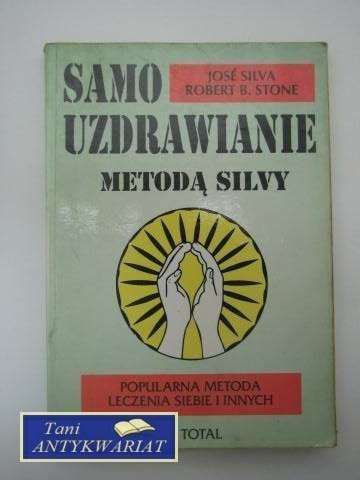 SAMO
JOSÉ SILVA
ROBERT B. STONE
UZDRAWIANIE
METODĄ SILVY
POPULARNA METODA
LECZENIA SIEBIE I INNYCH
TOTAL
Tani
ANTYKWARIAT